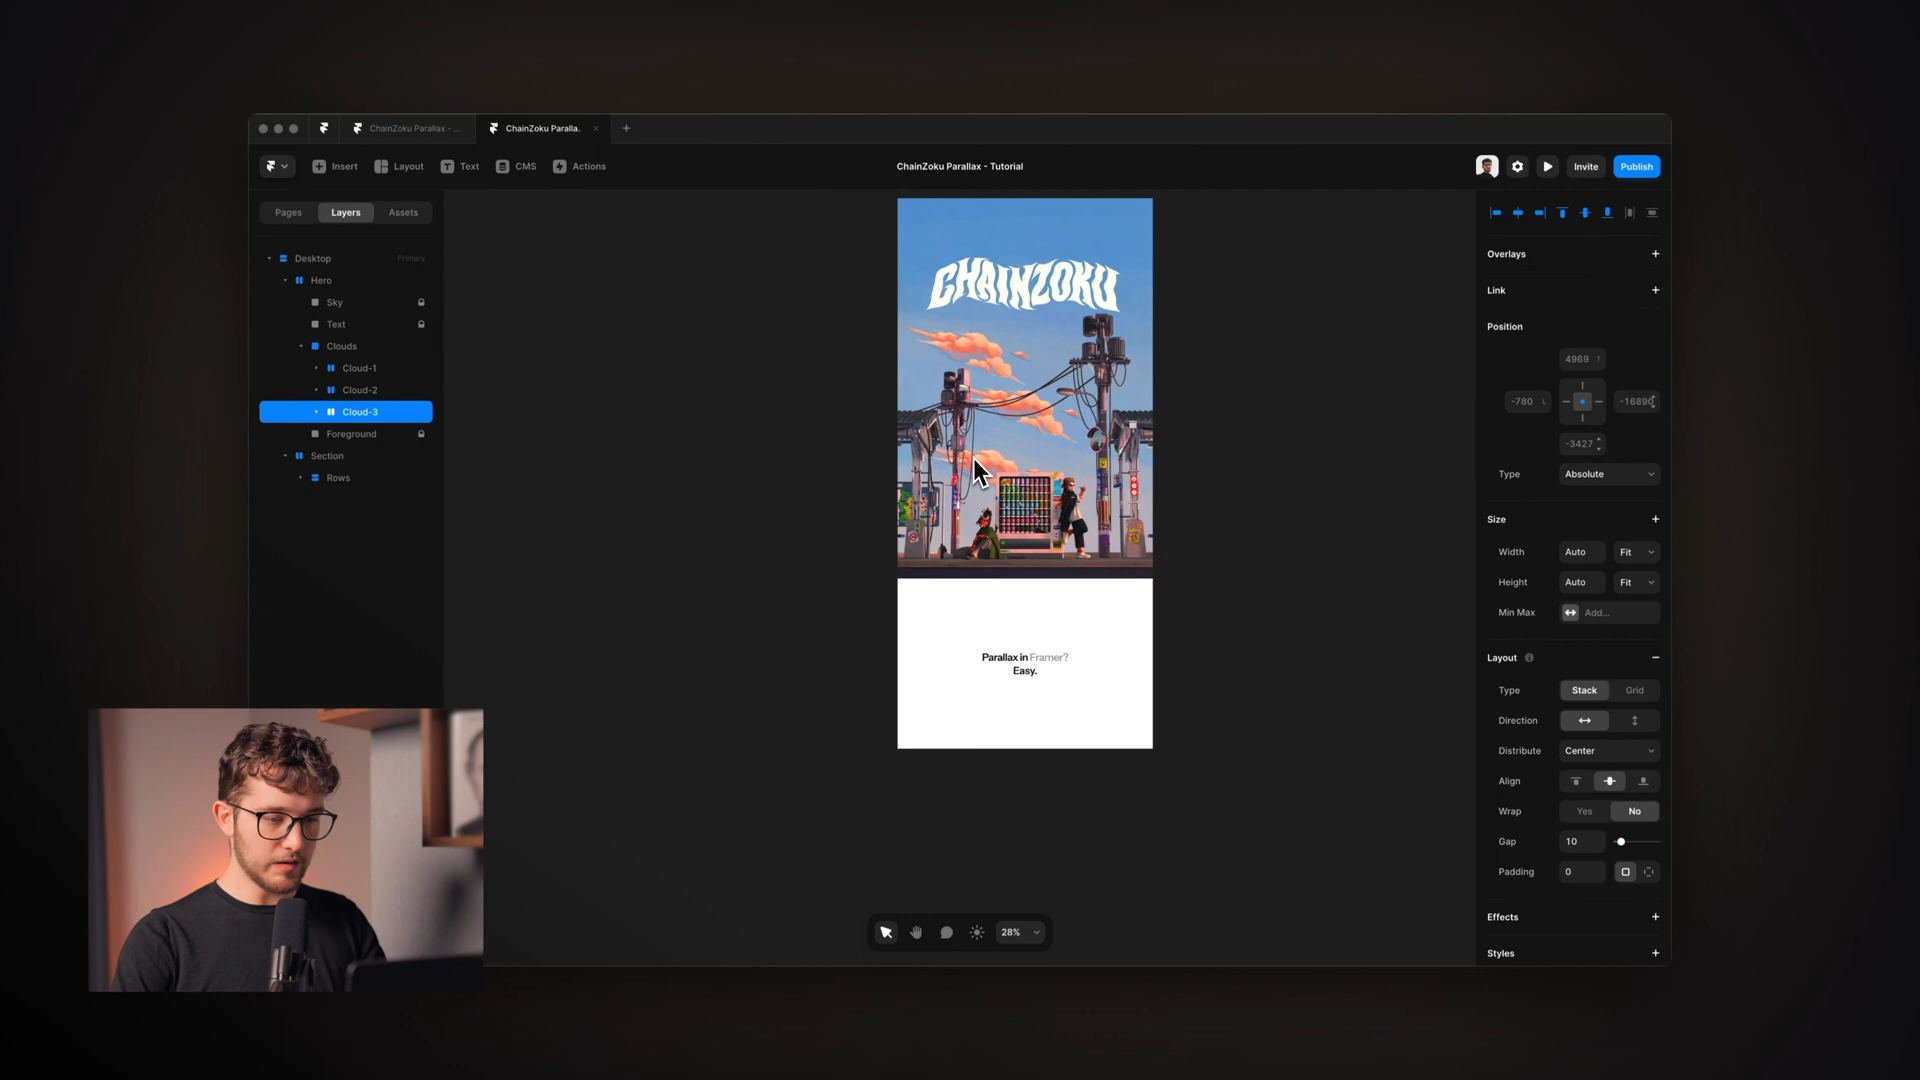 ChainZoku Parallax - ...
ChainZoku Paralla.
Insert
Layout
Text
CMS
Actions
ChainZoku Parallax - Tutorial
Invite
Publish
Pages
Layers
Assets
Desktop
Primary
Hero
Sky
Text
Clouds
Cloud-1
Cloud-2
Cloud-3
Foreground
Section
Rows
CHAINZOKU
Parallax in Framer?
Easy.
28%
Overlays
Link
Position
4969 T
-780 L
-16890
-3427
Type
Absolute
Size
Width
Auto
Fit
Height
Auto
Fit
Min Max
Add...
Layout
Type
Stack
Grid
Direction
Distribute
Center
Align
Wrap
Yes
No
Gap
10
Padding
0
Effects
Styles